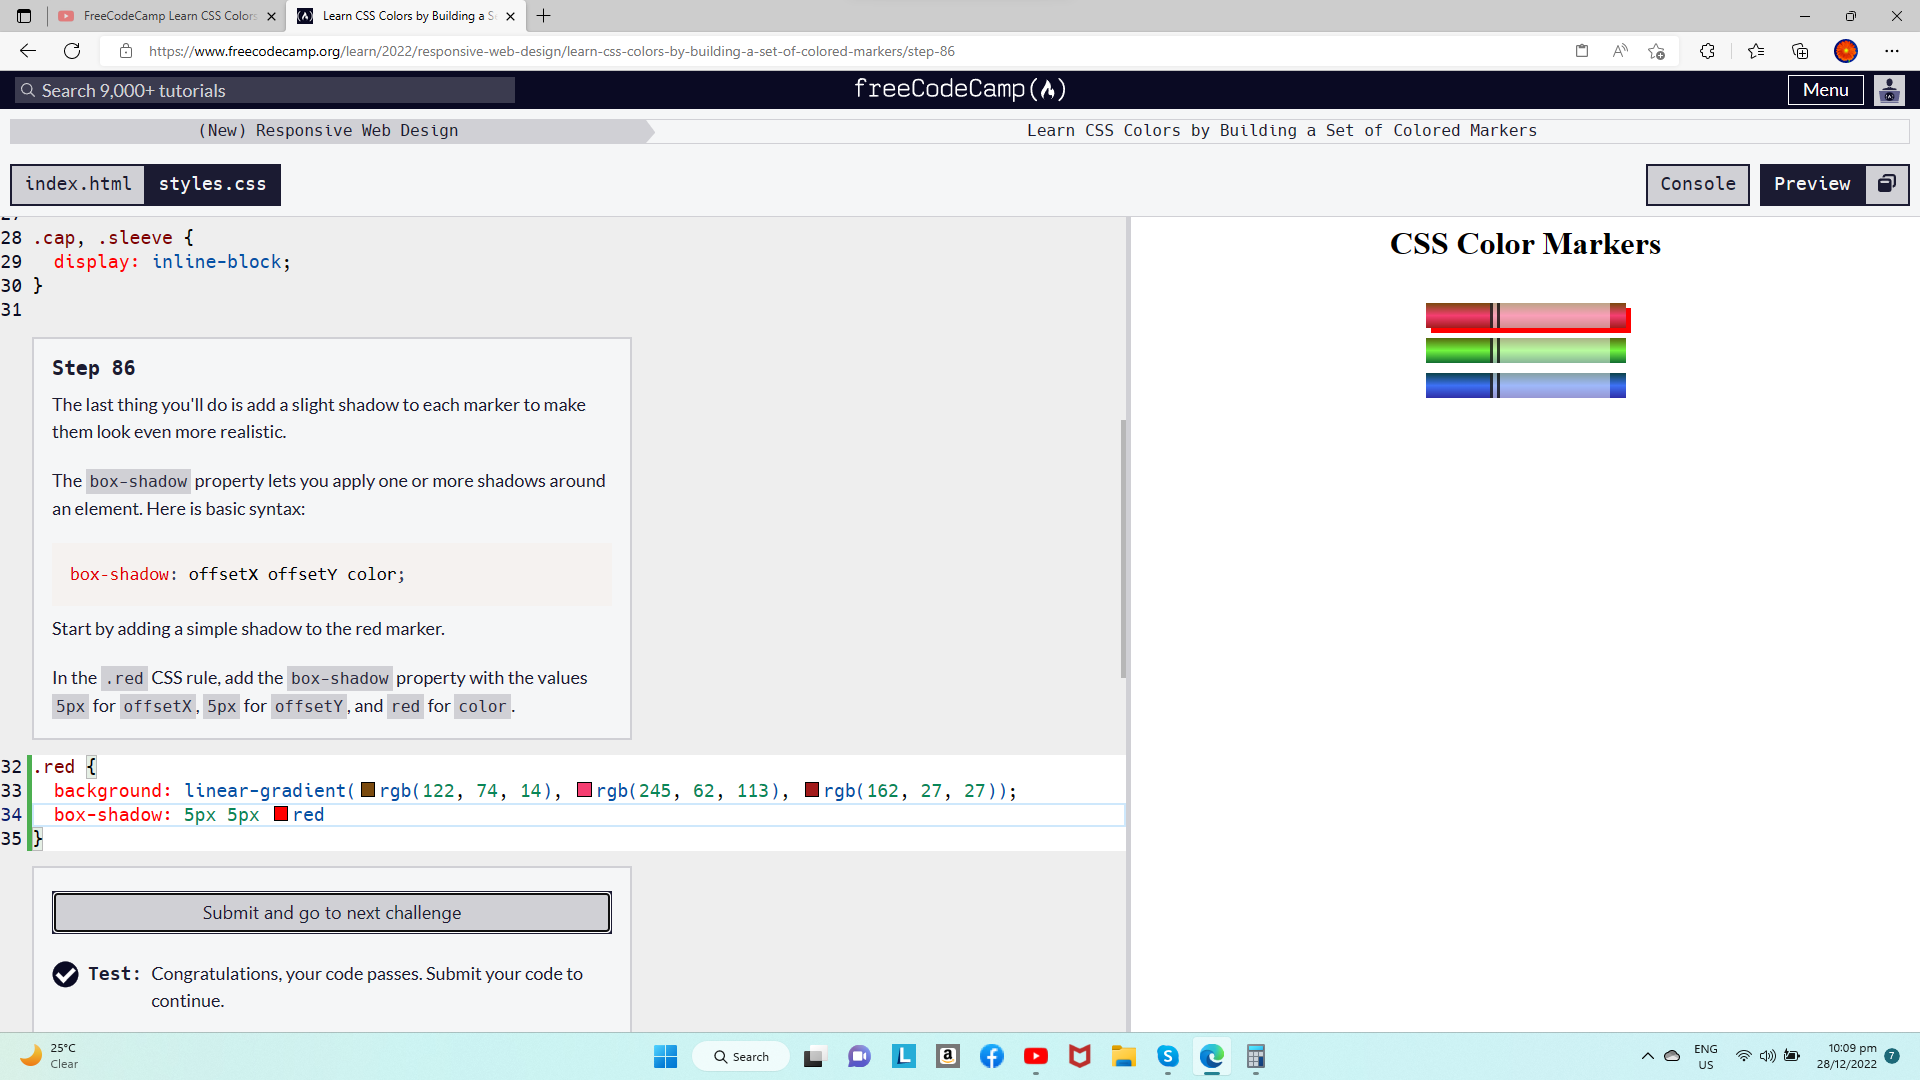 FreeCodeCamp Learn CSS Colors
Learn CSS Colors by Building a Se
https://www.freecodecamp.org/learn/2022/responsive-web-design/learn-css-colors-by-building-a-set-of-colored-markers/step-86
Search 9,000+ tutorials
freeCodeCamp
Menu
(New) Responsive Web Design
Learn CSS Colors by Building a Set of Colored Markers
index.html
styles.css
Console
Preview
28 .cap, .sleeve {
29 display: inline-block;
30 }
31
Step 86
The last thing you'll do is add a slight shadow to each marker to make
them look even more realistic.
The box-shadow property lets you apply one or more shadows around
an element. Here is basic syntax:
box-shadow: offsetX offsetY color;
Start by adding a simple shadow to the red marker.
In the .red CSS rule, add the box-shadow property with the values
5px for offsetX, 5px for offsetY, and red for color.
32 .red {
33 background: linear-gradient(rgb(122, 74, 14), rgb(245, 62, 113), rgb(162, 27, 27));
34 box-shadow: 5px 5px red
35 }
Submit and go to next challenge
Test: Congratulations, your code passes. Submit your code to
continue.
CSS Color Markers
25°C
Clear
Search
ENG
US
10:09 pm
28/12/2022
7